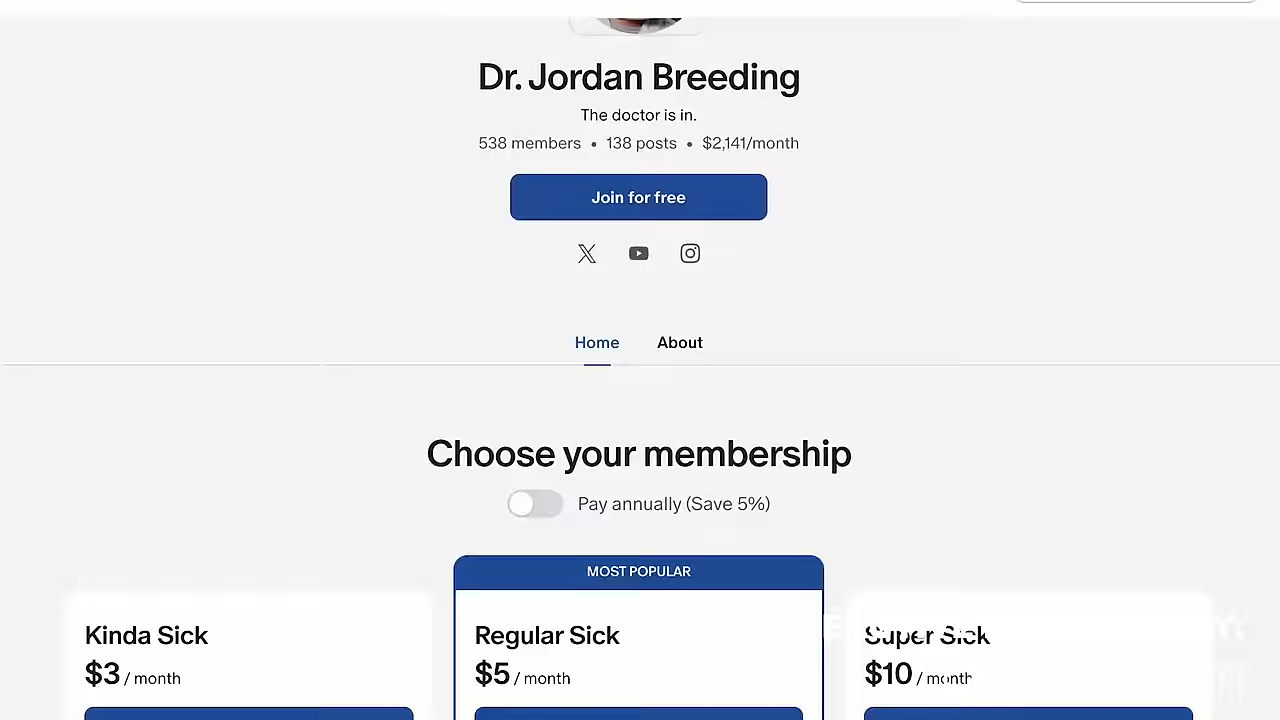 Dr. Jordan Breeding
The doctor is in.
538 members • 138 posts • $2,141/month
Join for free
Home About
Choose your membership
Pay annually (Save 5%)
MOST POPULAR
Kinda Sick
$3 / month
Regular Sick
$5 / month
Super Sick
$10 / month